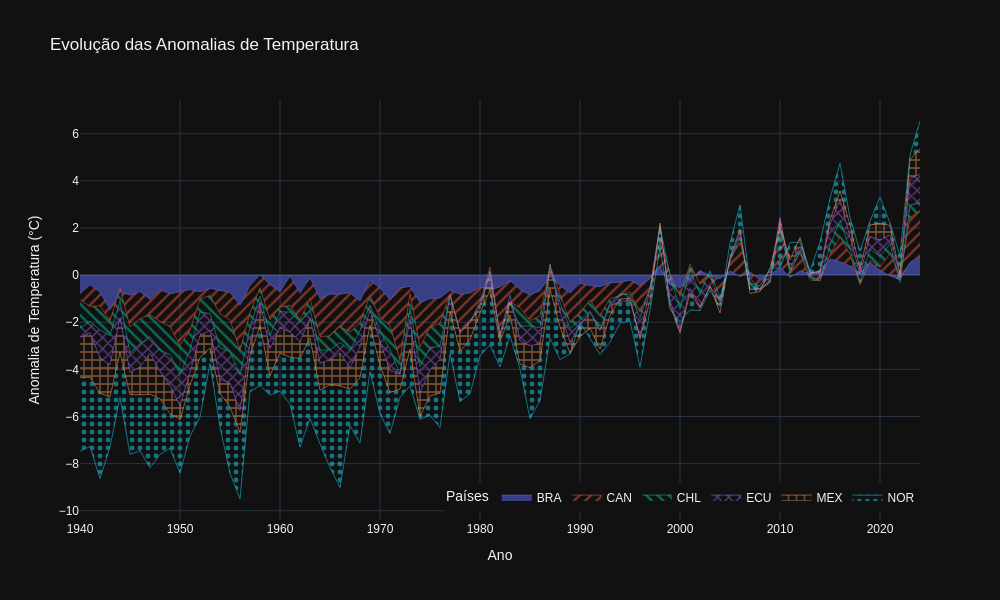 Evolução das Anomalias de Temperatura
Anomalia de Temperatura (°C)
6
4
2
0
−2
−4
−6
−8
−10
Países BRA CAN CHL ECU MEX NOR
1940 1950 1960 1970 1980 1990 2000 2010 2020
Ano